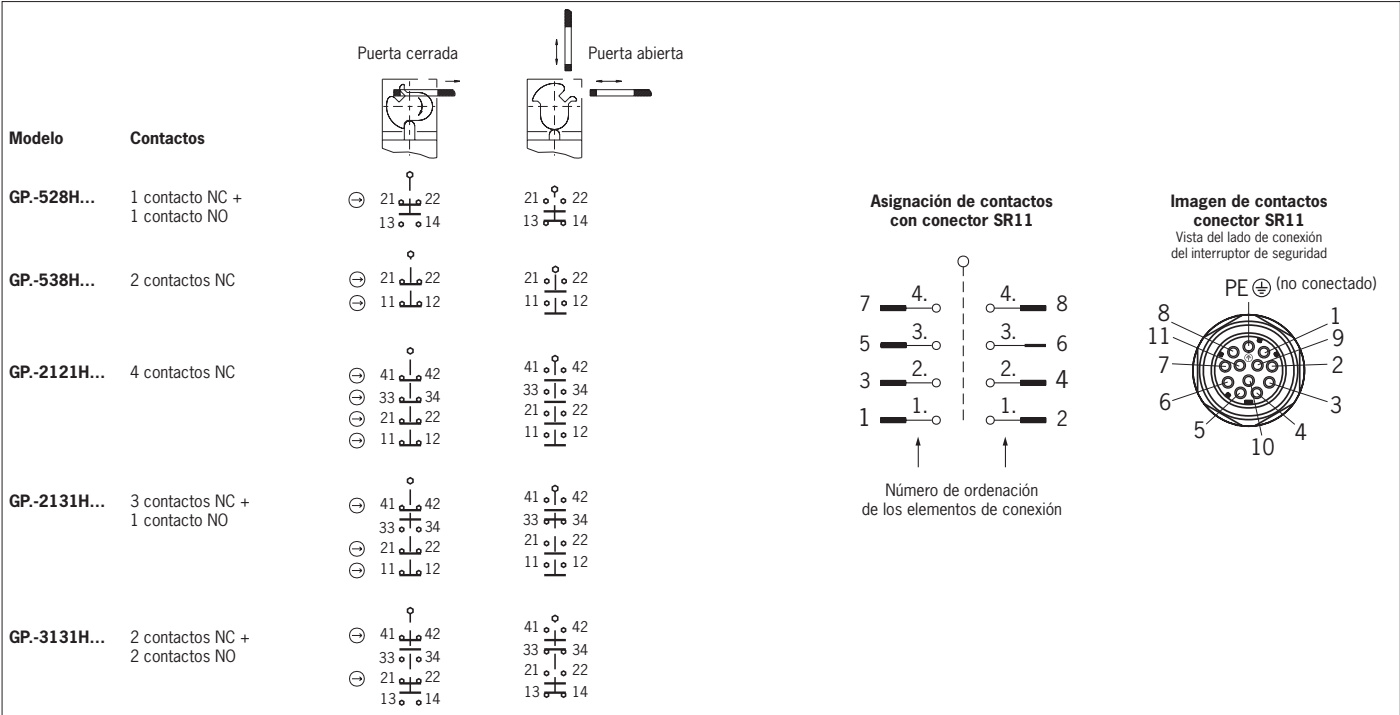 Puerta cerrada
Puerta abierta
Modelo Contactos
GP.-528H... 1 contacto NC +
1 contacto NO
21 22
13 14
21 22
13 14
GP.-538H... 2 contactos NC
21 22
11 12
21 22
11 12
GP.-2121H... 4 contactos NC
41 42
33 34
21 22
11 12
41 42
33 34
21 22
11 12
GP.-2131H... 3 contactos NC +
1 contacto NO
41 42
33 34
21 22
11 12
41 42
33 34
21 22
11 12
GP.-3131H... 2 contactos NC +
2 contactos NO
41 42
33 34
21 22
13 14
41 42
33 34
21 22
13 14
Asignación de contactos
con conector SR11
7 4. 4. 8
5 3. 3. 6
3 2. 2. 4
1 1. 1. 2
Número de ordenación
de los elementos de conexión
Imagen de contactos
conector SR11
Vista del lado de conexión
del interruptor de seguridad
PE (no conectado)
8 1
11 9
7 2
6 3
5 4
10